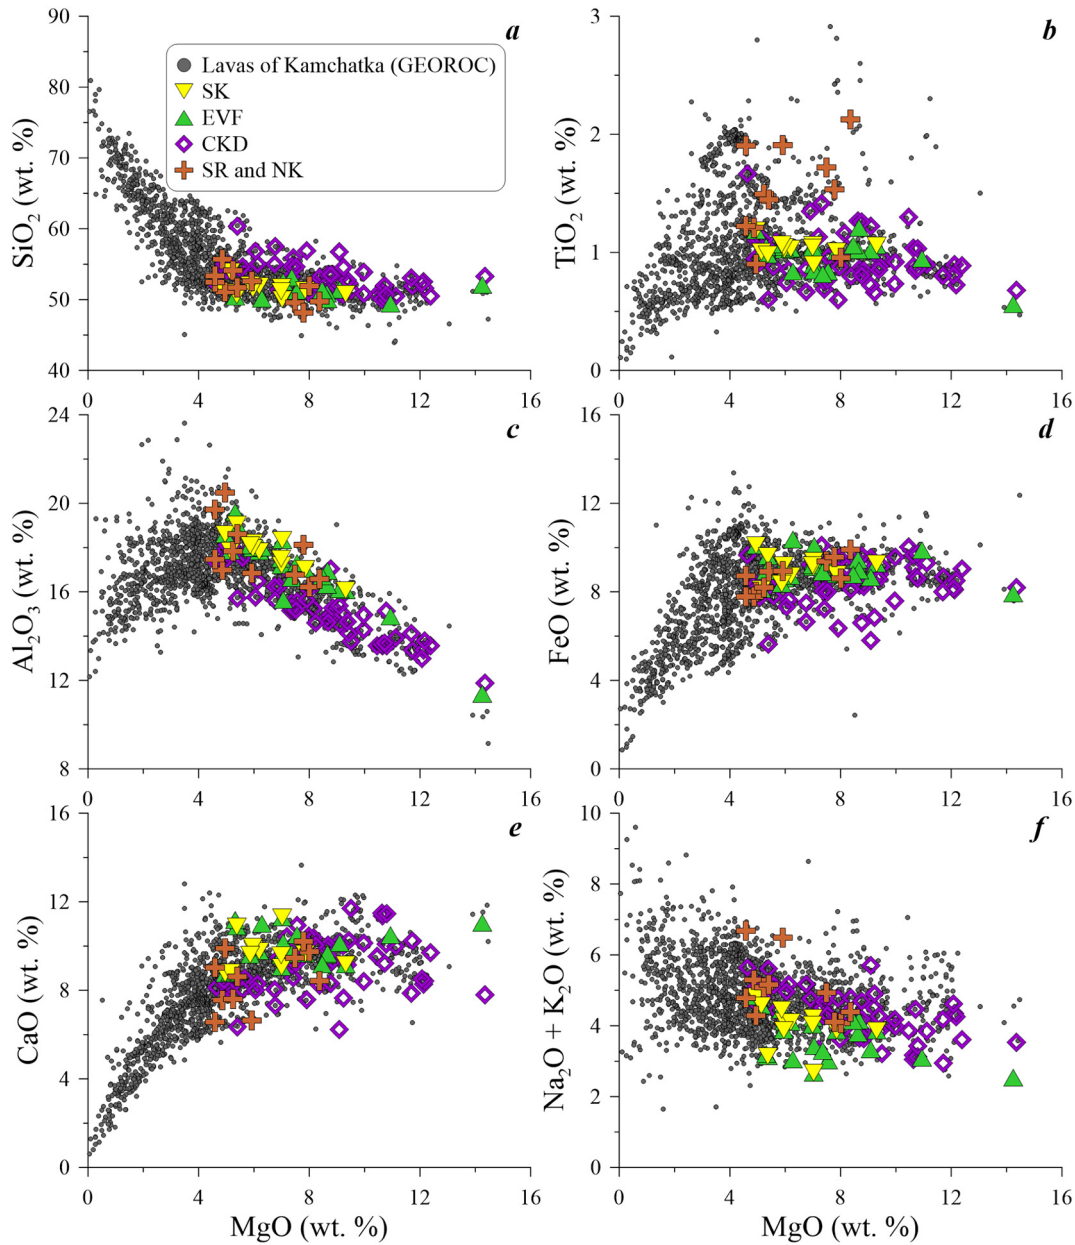 a
SiO2 (wt. %)
90
80
70
60
50
40
Lavas of Kamchatka (GEOROC)
SK
EVF
CKD
SR and NK
0 4 8 12 16
b
TiO2 (wt. %)
3
2
1
0
0 4 8 12 16
c
Al2O3 (wt. %)
24
20
16
12
8
0 4 8 12 16
d
FeO (wt. %)
16
12
8
4
0
0 4 8 12 16
e
CaO (wt. %)
16
12
8
4
0
0 4 8 12 16
MgO (wt. %)
f
Na2O + K2O (wt. %)
10
8
6
4
2
0
0 4 8 12 16
MgO (wt. %)